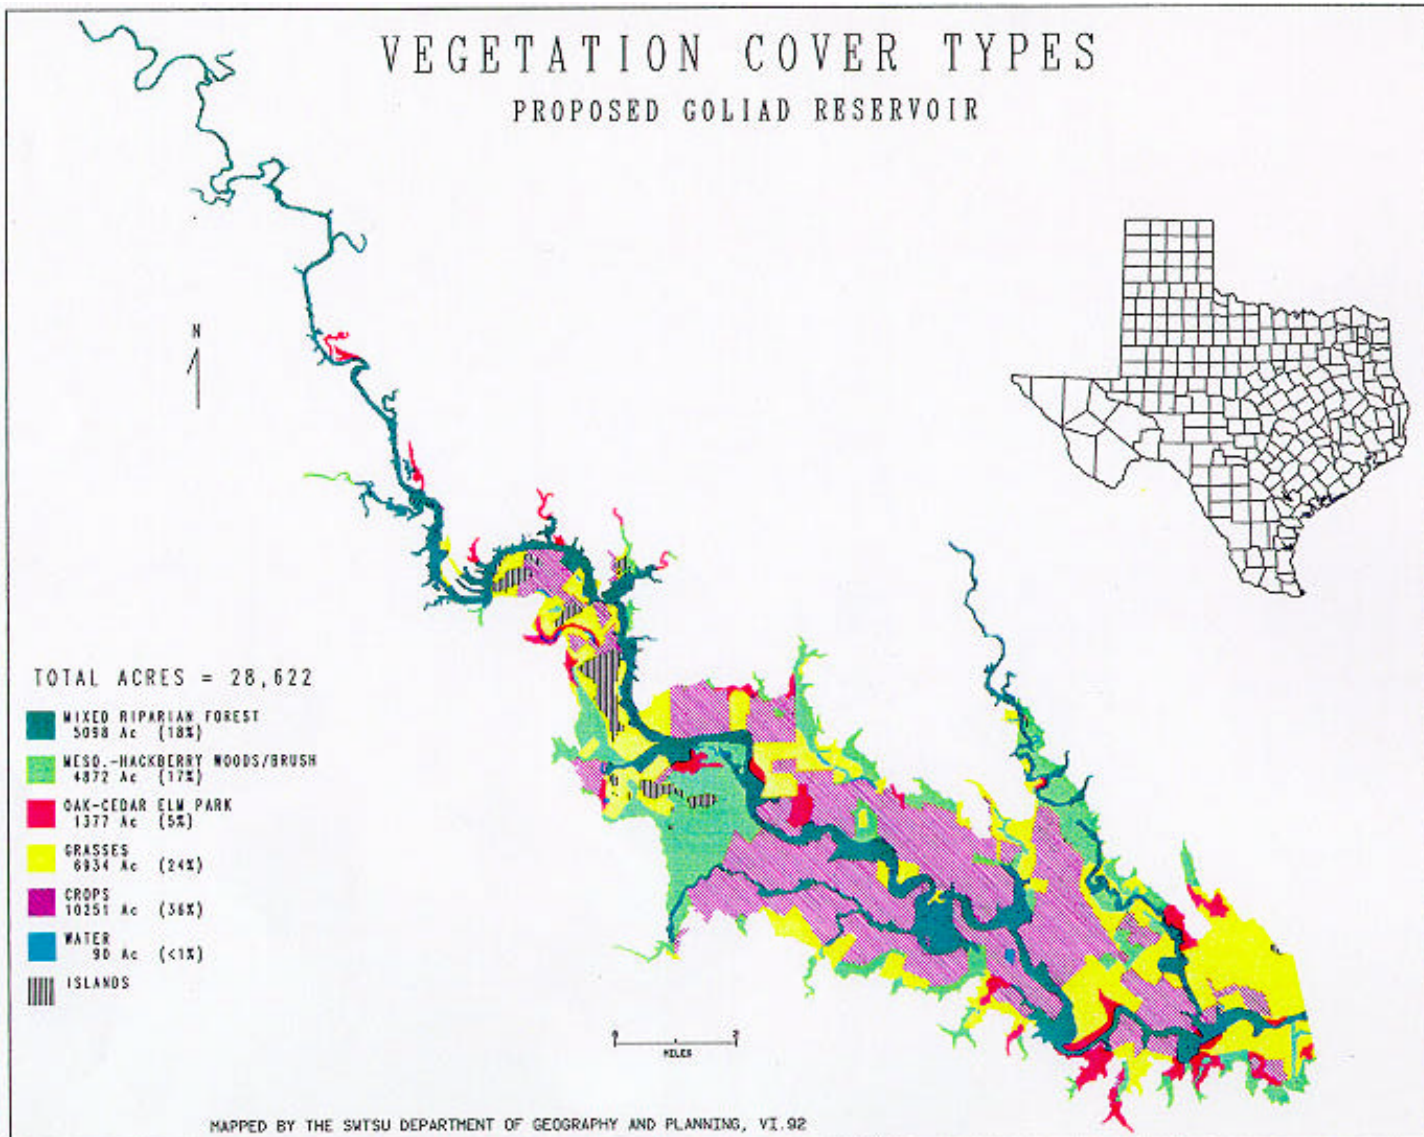 VEGETATION COVER TYPES
PROPOSED GOLIAD RESERVOIR
N
TOTAL ACRES = 28,622
MIXED RIPARIAN FOREST
5098 Ac (18%)
MESO.-HACKBERRY WOODS/BRUSH
4872 Ac (17%)
OAK-CEDAR ELM PARK
1377 Ac (5%)
GRASSES
6934 Ac (24%)
CROPS
10251 Ac (36%)
WATER
90 Ac (<1%)
ISLANDS
0 2
MILES
MAPPED BY THE SWTSU DEPARTMENT OF GEOGRAPHY AND PLANNING, VI.92